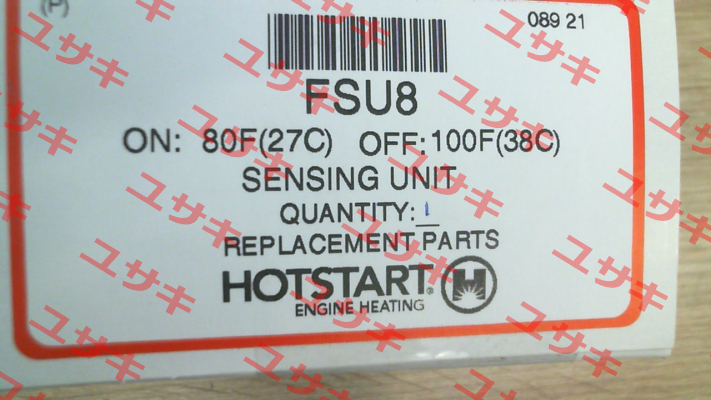 (P)
089 21
FSU8
ON: 80F(27C) OFF: 100F(38C)
SENSING UNIT
QUANTITY: 1
REPLACEMENT PARTS
HOTSTART® H
ENGINE HEATING
ユサキ